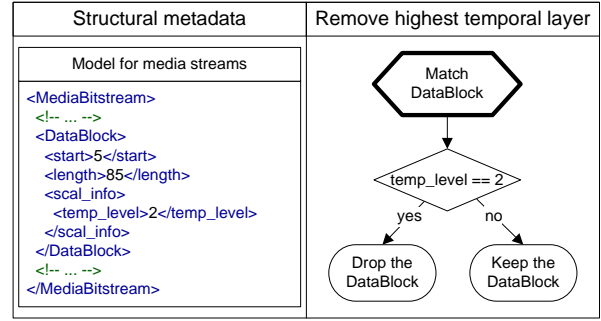 Structural metadata
Model for media streams
<MediaBitstream>
<!-- ... -->
<DataBlock>
<start>5</start>
<length>85</length>
<scal_info>
<temp_level>2</temp_level>
</scal_info>
</DataBlock>
<!-- ... -->
</MediaBitstream>
Remove highest temporal layer
Match
DataBlock
temp_level == 2
yes
no
Drop the
DataBlock
Keep the
DataBlock